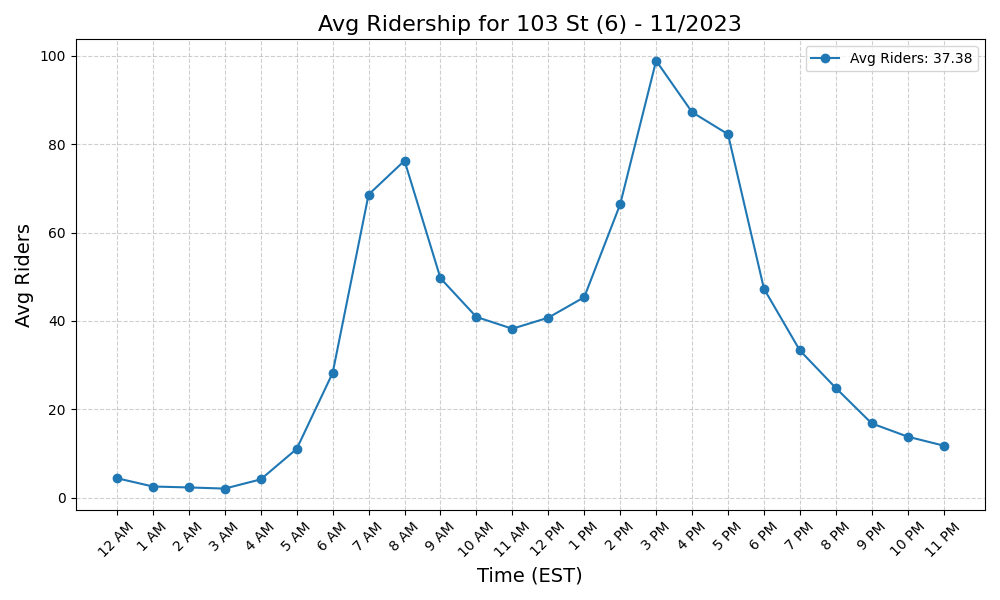 Avg Ridership for 103 St (6) - 11/2023
Avg Riders: 37.38
100
80
60
40
20
0
Avg Riders
12 AM
1 AM
2 AM
3 AM
4 AM
5 AM
6 AM
7 AM
8 AM
9 AM
10 AM
11 AM
12 PM
1 PM
2 PM
3 PM
4 PM
5 PM
6 PM
7 PM
8 PM
9 PM
10 PM
11 PM
Time (EST)